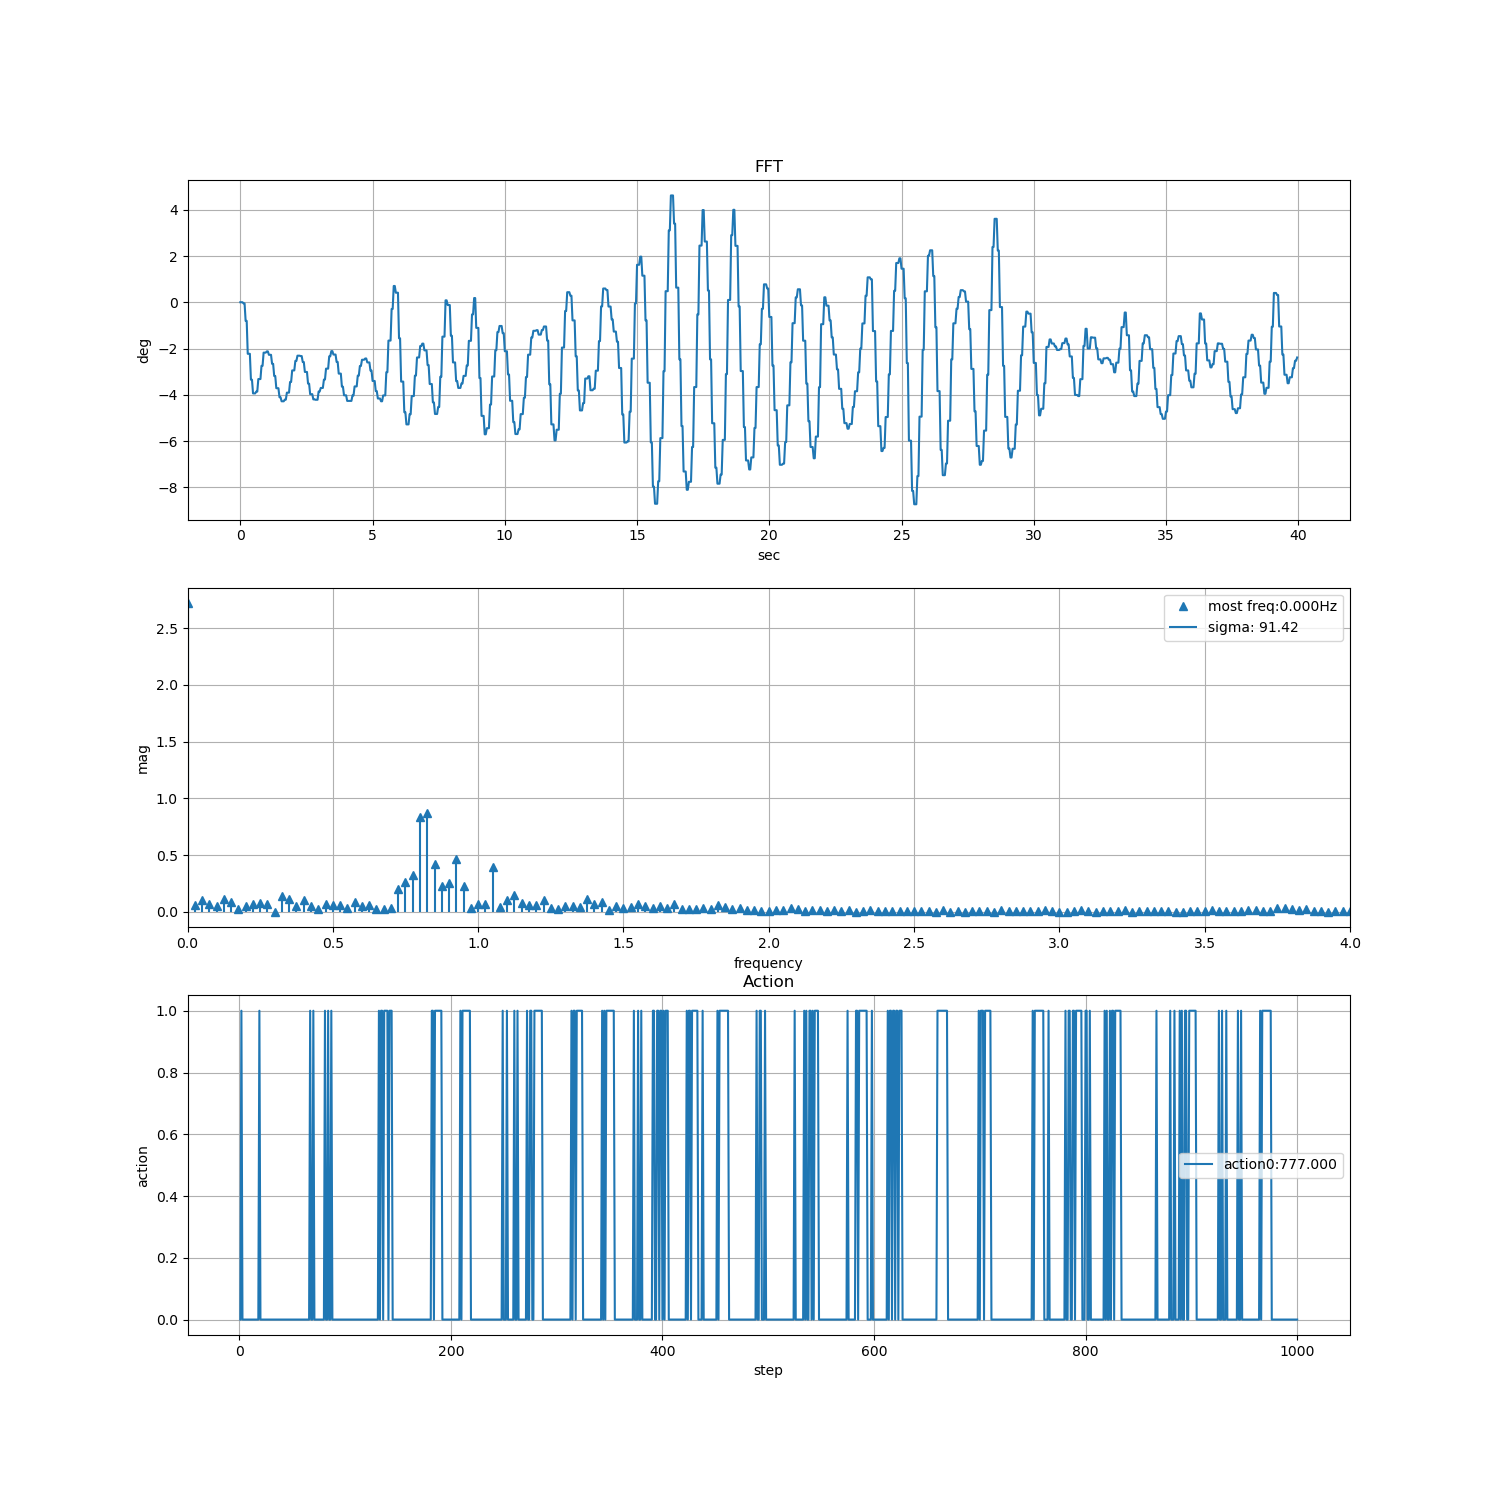 FFT
4
2
0
−2
−4
−6
−8
deg
0 5 10 15 20 25 30 35 40
sec
most freq:0.000Hz
sigma: 91.42
2.5
2.0
1.5
1.0
0.5
0.0
mag
0.0 0.5 1.0 1.5 2.0 2.5 3.0 3.5 4.0
frequency
Action
1.0
0.8
0.6
0.4
0.2
0.0
action
action0:777.000
0 200 400 600 800 1000
step